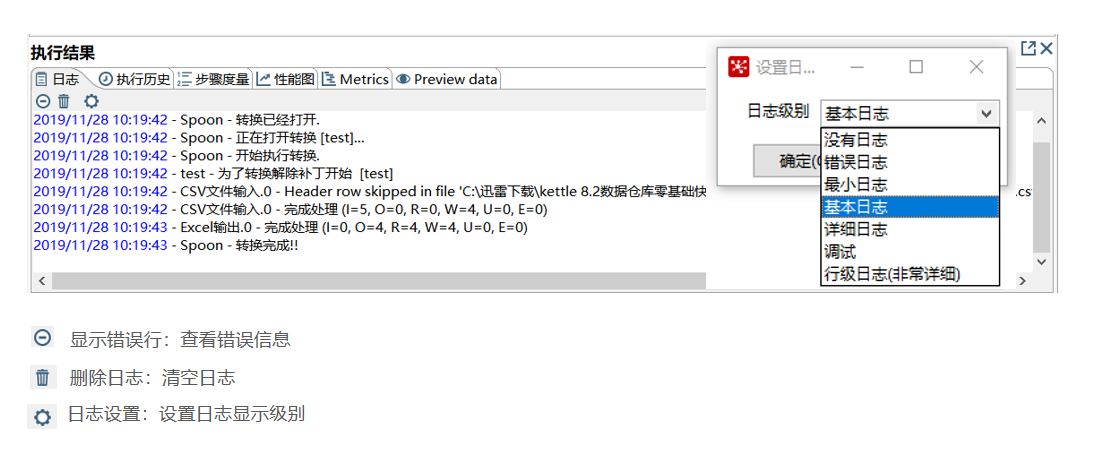 执行结果
日志 执行历史 步骤度量 性能图 Metrics Preview data
2019/11/28 10:19:42 - Spoon - 转换已经打开.
2019/11/28 10:19:42 - Spoon - 正在打开转换 [test]...
2019/11/28 10:19:42 - Spoon - 开始执行转换.
2019/11/28 10:19:42 - test - 为了转换解除补丁开始  [test]
2019/11/28 10:19:42 - CSV文件输入.0 - Header row skipped in file 'C:\迅雷下载\kettle 8.2数据仓库零基础快
.cs
2019/11/28 10:19:42 - CSV文件输入.0 - 完成处理 (I=5, O=0, R=0, W=4, U=0, E=0)
2019/11/28 10:19:43 - Excel输出.0 - 完成处理 (I=0, O=4, R=4, W=4, U=0, E=0)
2019/11/28 10:19:43 - Spoon - 转换完成!!
设置日...
日志级别 基本日志
确定(
没有日志
错误日志
最小日志
基本日志
详细日志
调试
行级日志(非常详细)
显示错误行：查看错误信息
删除日志：清空日志
日志设置：设置日志显示级别